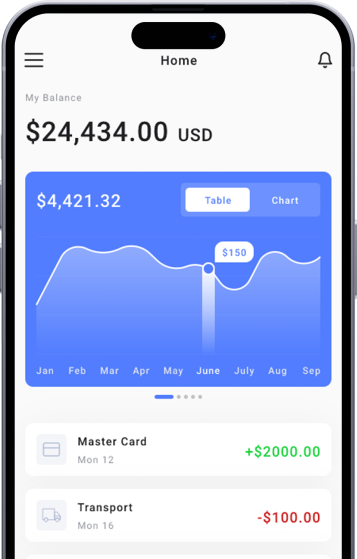 Home
My Balance
$24,434.00 USD
$4,421.32
Table
Chart
$150
Jan Feb Mar Apr May June July Aug Sep
Master Card
Mon 12
+$2000.00
Transport
Mon 16
-$100.00